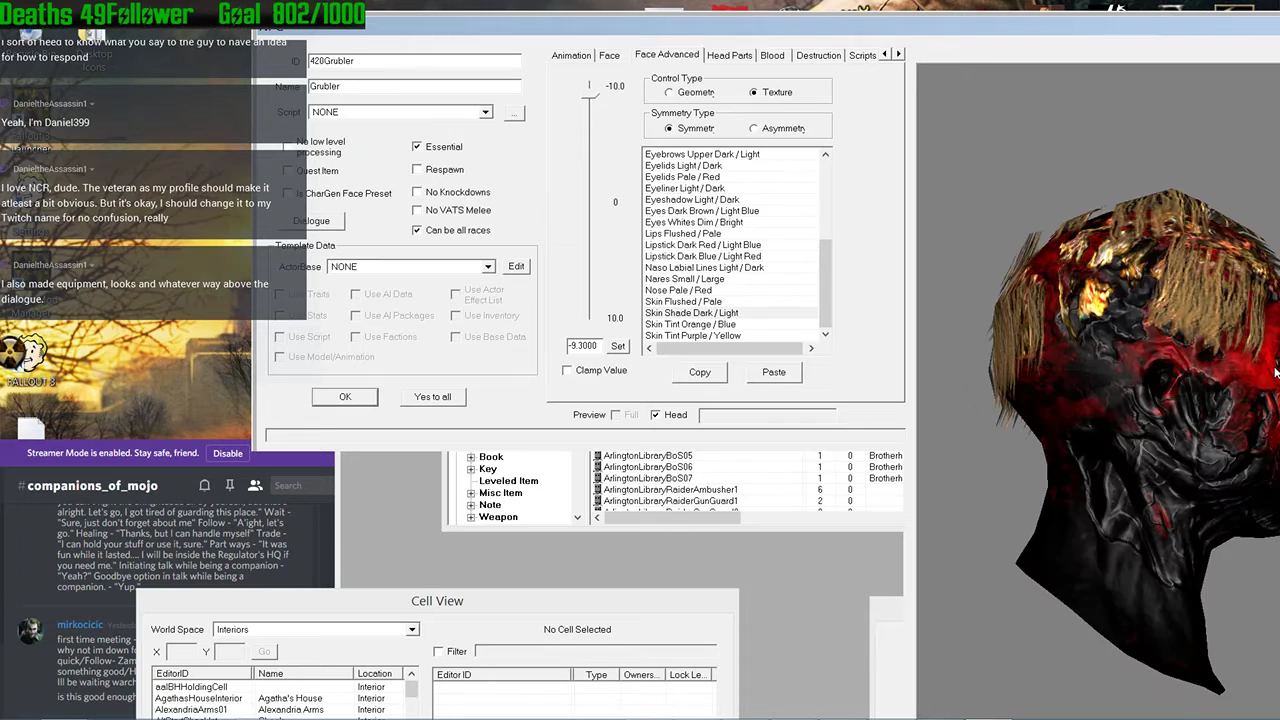 Deaths 49Follower Goal 802/1000
I sort of need to know what you say to the guy to have an idea
for how to respond
DanieltheAssassin1
Yeah, I'm Daniel399
DanieltheAssassin1
I love NCR, dude. The veteran as my profile should make it
atleast a bit obvious. But it's okay, I should change it to my
Twitch name for no confusion, really
DanieltheAssassin1
I also made equipment, looks and whatever way above the
dialogue.
Desktop
Icons
Manager
FALLOUT 3
Streamer Mode is enabled. Stay safe, friend. Disable
# companions_of_mojo
Search
alright. Let's go, I got tired of guarding this place." Wait -
"Sure, just don't forget about me" Follow - "A'ight, let's
go." Healing - "Thanks, but I can handle myself" Trade -
"I can hold your stuff or use it, sure." Part ways - "It was
fun while it lasted.... I will be inside the Regulator's HQ if
you need me." Initiating talk while being a companion -
"Yeah?" Goodbye option in talk while being a
companion. - "Yup."
mirkocicic Yesterda
first time meeting -
why not im down fo
quick/Follow- Zam
something good/H
Ill be waiting warch
is this good enough
ID 420Grubler
Name Grubler
Script NONE ...
No low level
processing
Quest Item
Is CharGen Face Preset
Dialogue
Essential
Respawn
No Knockdowns
No VATS Melee
Can be all races
Template Data
ActorBase NONE Edit
Use Traits Use AI Data Use Actor
Effect List
Use Stats Use AI Packages Use Inventory
Use Script Use Factions Use Base Data
Use Model/Animation
OK Yes to all
Animation Face Face Advanced Head Parts Blood Destruction Scripts
-10.0
0
10.0
-9.3000 Set
Clamp Value
Control Type
Geometry Texture
Symmetry Type
Symmetry Asymmetry
Eyebrows Upper Dark / Light
Eyelids Light / Dark
Eyelids Pale / Red
Eyeliner Light / Dark
Eyeshadow Light / Dark
Eyes Dark Brown / Light Blue
Eyes Whites Dim / Bright
Lips Flushed / Pale
Lipstick Dark Red / Light Blue
Lipstick Dark Blue / Light Red
Naso Labial Lines Light / Dark
Nares Small / Large
Nose Pale / Red
Skin Flushed / Pale
Skin Shade Dark / Light
Skin Tint Orange / Blue
Skin Tint Purple / Yellow
Copy Paste
Preview Full Head
Book
Key
Leveled Item
Misc Item
Note
Weapon
ArlingtonLibraryBoS05 1 0 Brotherh
ArlingtonLibraryBoS06 1 0 Brotherh
ArlingtonLibraryBoS07 1 0 Brotherh
ArlingtonLibraryRaiderAmbusher1 6 0
ArlingtonLibraryRaiderGunGuard1 2 0
Cell View
World Space Interiors No Cell Selected
X Y Go Filter
EditorID Name Location
aaIBHHoldingCell Interior
AgathasHouseInterior Agatha's House Interior
AlexandriaArms01 Alexandria Arms Interior
Editor ID Type Owners... Lock Le...